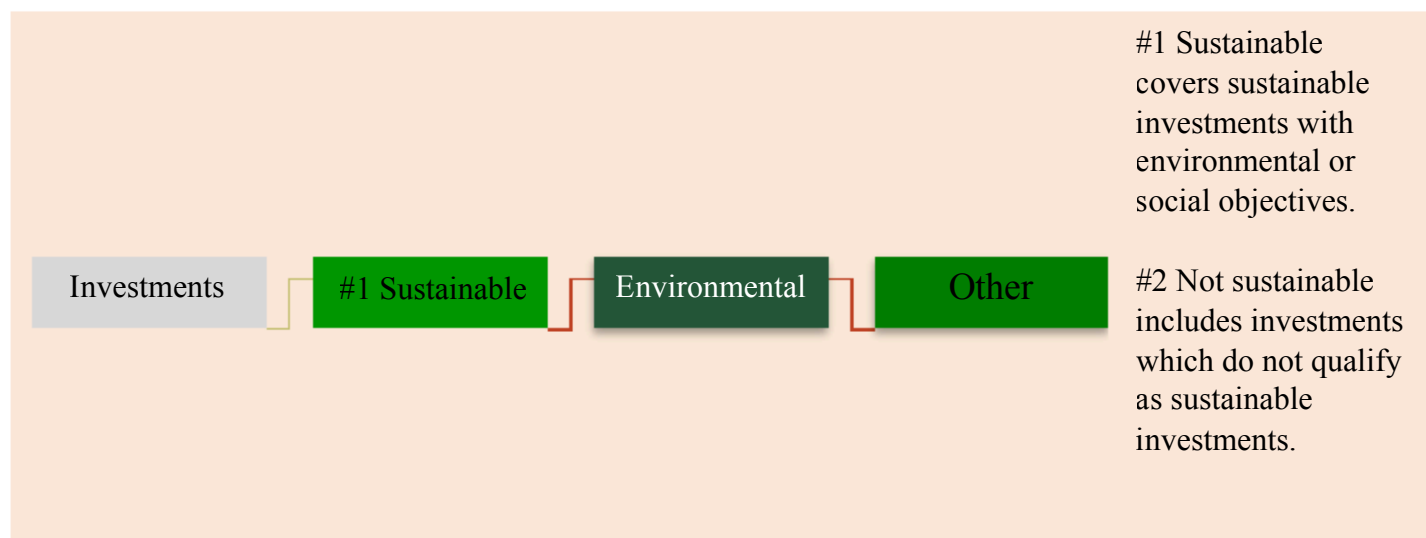 Investments
#1 Sustainable
Environmental
Other
#1 Sustainable
covers sustainable
investments with
environmental or
social objectives.
#2 Not sustainable
includes investments
which do not qualify
as sustainable
investments.